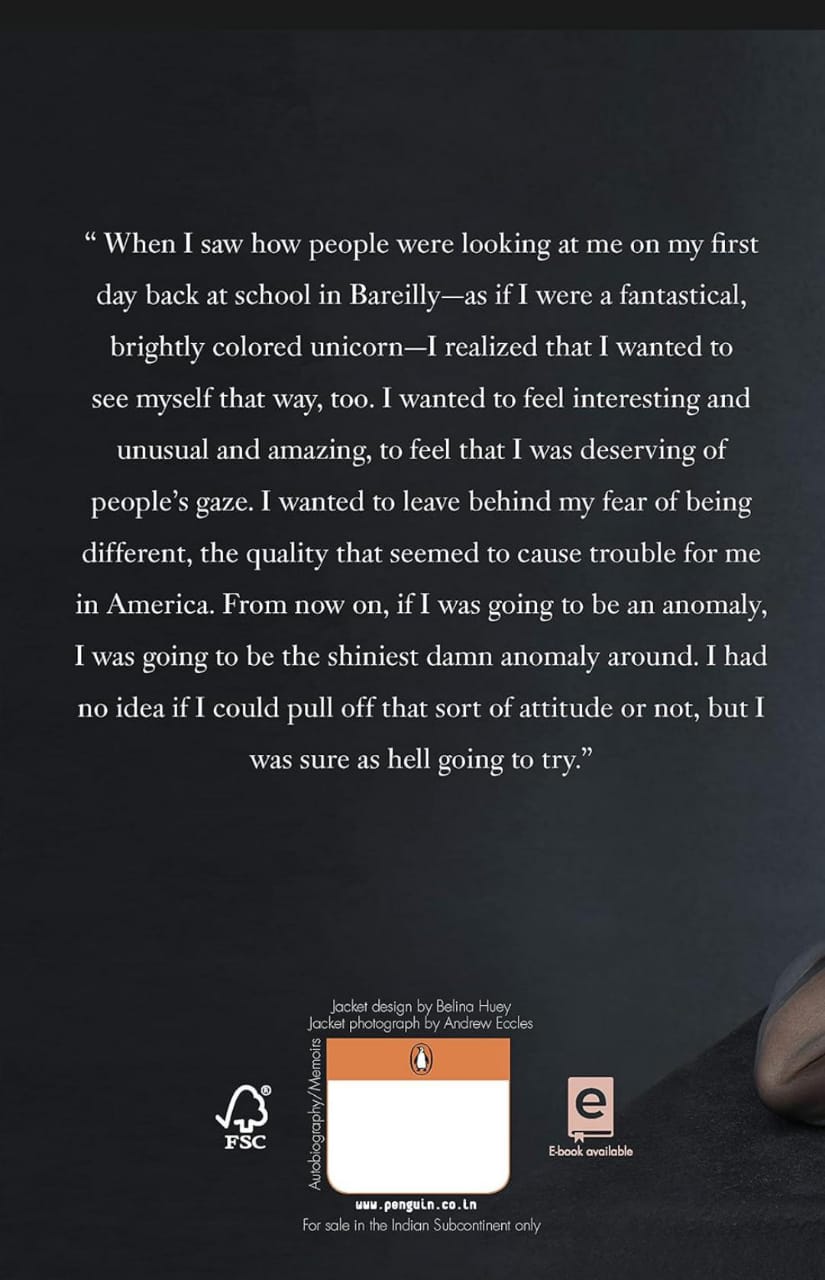 “ When I saw how people were looking at me on my first
day back at school in Bareilly—as if I were a fantastical,
brightly colored unicorn—I realized that I wanted to
see myself that way, too. I wanted to feel interesting and
unusual and amazing, to feel that I was deserving of
people’s gaze. I wanted to leave behind my fear of being
different, the quality that seemed to cause trouble for me
in America. From now on, if I was going to be an anomaly,
I was going to be the shiniest damn anomaly around. I had
no idea if I could pull off that sort of attitude or not, but I
was sure as hell going to try.”
Jacket design by Belina Huey
Jacket photograph by Andrew Eccles
Autobiography/Memoirs
®
FSC
e
E-book available
www.penguin.co.in
For sale in the Indian Subcontinent only